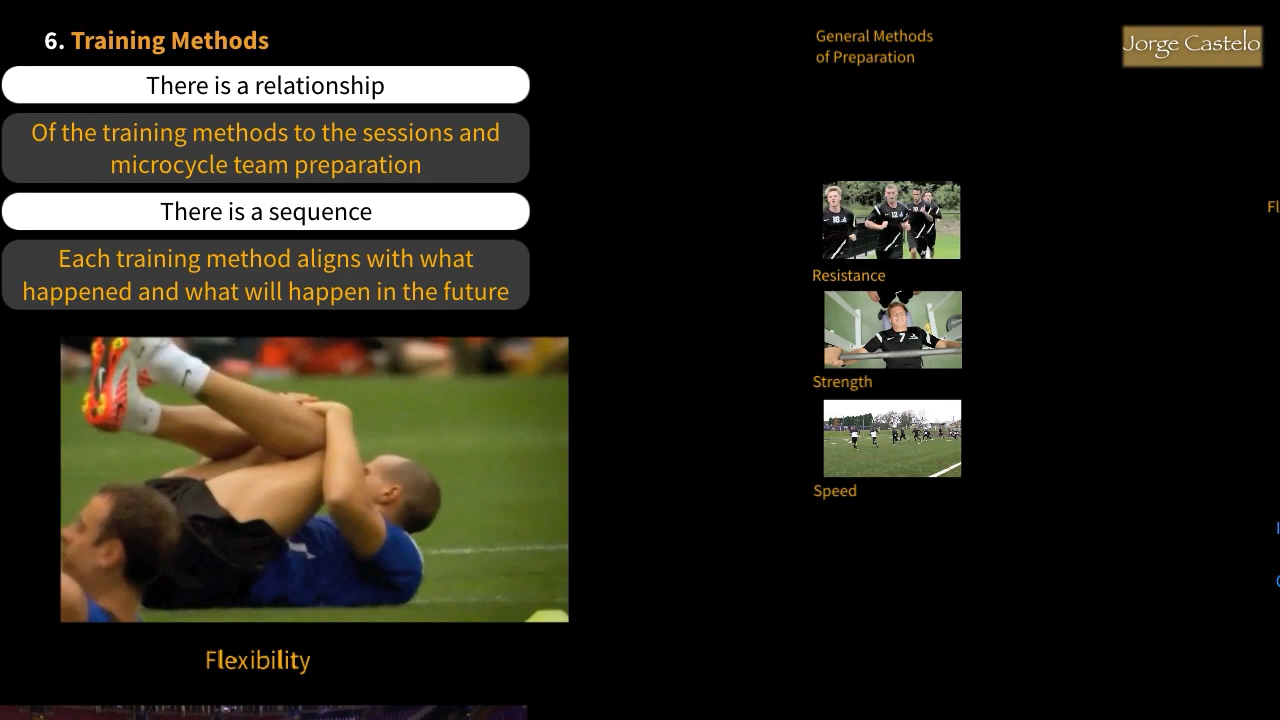 6. Training Methods
There is a relationship
Of the training methods to the sessions and
microcycle team preparation
There is a sequence
Each training method aligns with what
happened and what will happen in the future
Flexibility
General Methods
of Preparation
Resistance
Strength
Speed
Jorge Castelo
Fl